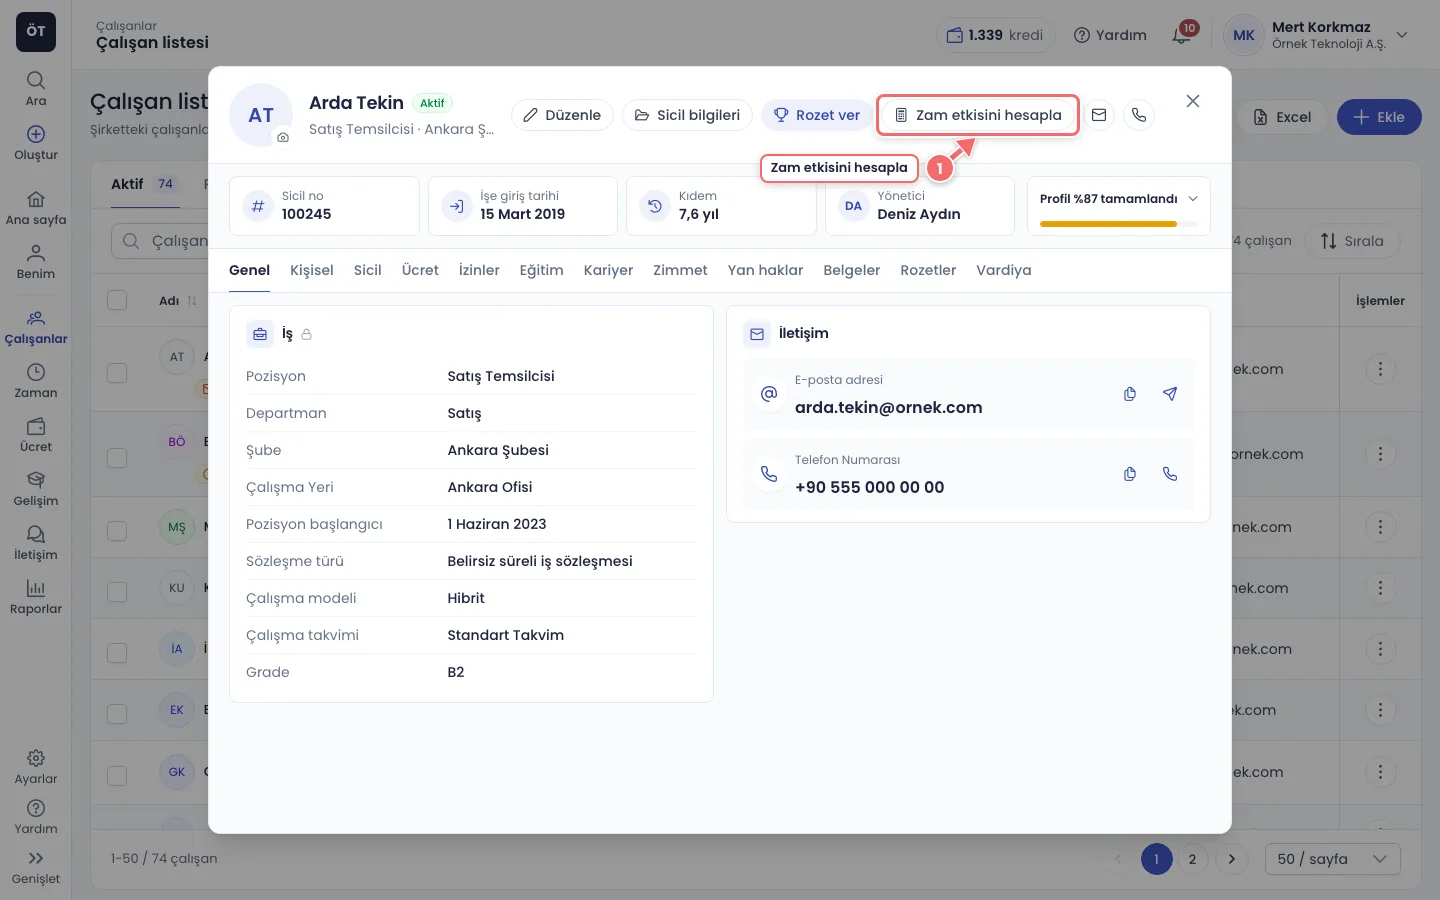 ÖT
Çalışanlar
Çalışan listesi
1.339 kredi
Yardım
10
MK
Mert Korkmaz
Örnek Teknoloji A.Ş.
Ara
Oluştur
Ana sayfa
Benim
Çalışanlar
Zaman
Ücret
Gelişim
İletişim
Raporlar
Ayarlar
Yardım
Genişlet
Çalışan list
Şirketteki çalışanlc
Excel
Ekle
Aktif 74
Çalışan
74 çalışan
Sırala
Adı
İşlemler
AT
ek.com
BÖ
ornek.com
MŞ
nek.com
KU
nek.com
İA
nek.com
EK
k.com
GK
ek.com
1-50 / 74 çalışan
1
2
50 / sayfa
AT
Arda Tekin Aktif
Satış Temsilcisi · Ankara Ş...
Düzenle
Sicil bilgileri
Rozet ver
Zam etkisini hesapla
Zam etkisini hesapla
1
Sicil no
100245
İşe giriş tarihi
15 Mart 2019
Kıdem
7,6 yıl
DA
Yönetici
Deniz Aydın
Profil %87 tamamlandı
Genel Kişisel Sicil Ücret İzinler Eğitim Kariyer Zimmet Yan haklar Belgeler Rozetler Vardiya
İş
Pozisyon Satış Temsilcisi
Departman Satış
Şube Ankara Şubesi
Çalışma Yeri Ankara Ofisi
Pozisyon başlangıcı 1 Haziran 2023
Sözleşme türü Belirsiz süreli iş sözleşmesi
Çalışma modeli Hibrit
Çalışma takvimi Standart Takvim
Grade B2
İletişim
E-posta adresi
arda.tekin@ornek.com
Telefon Numarası
+90 555 000 00 00